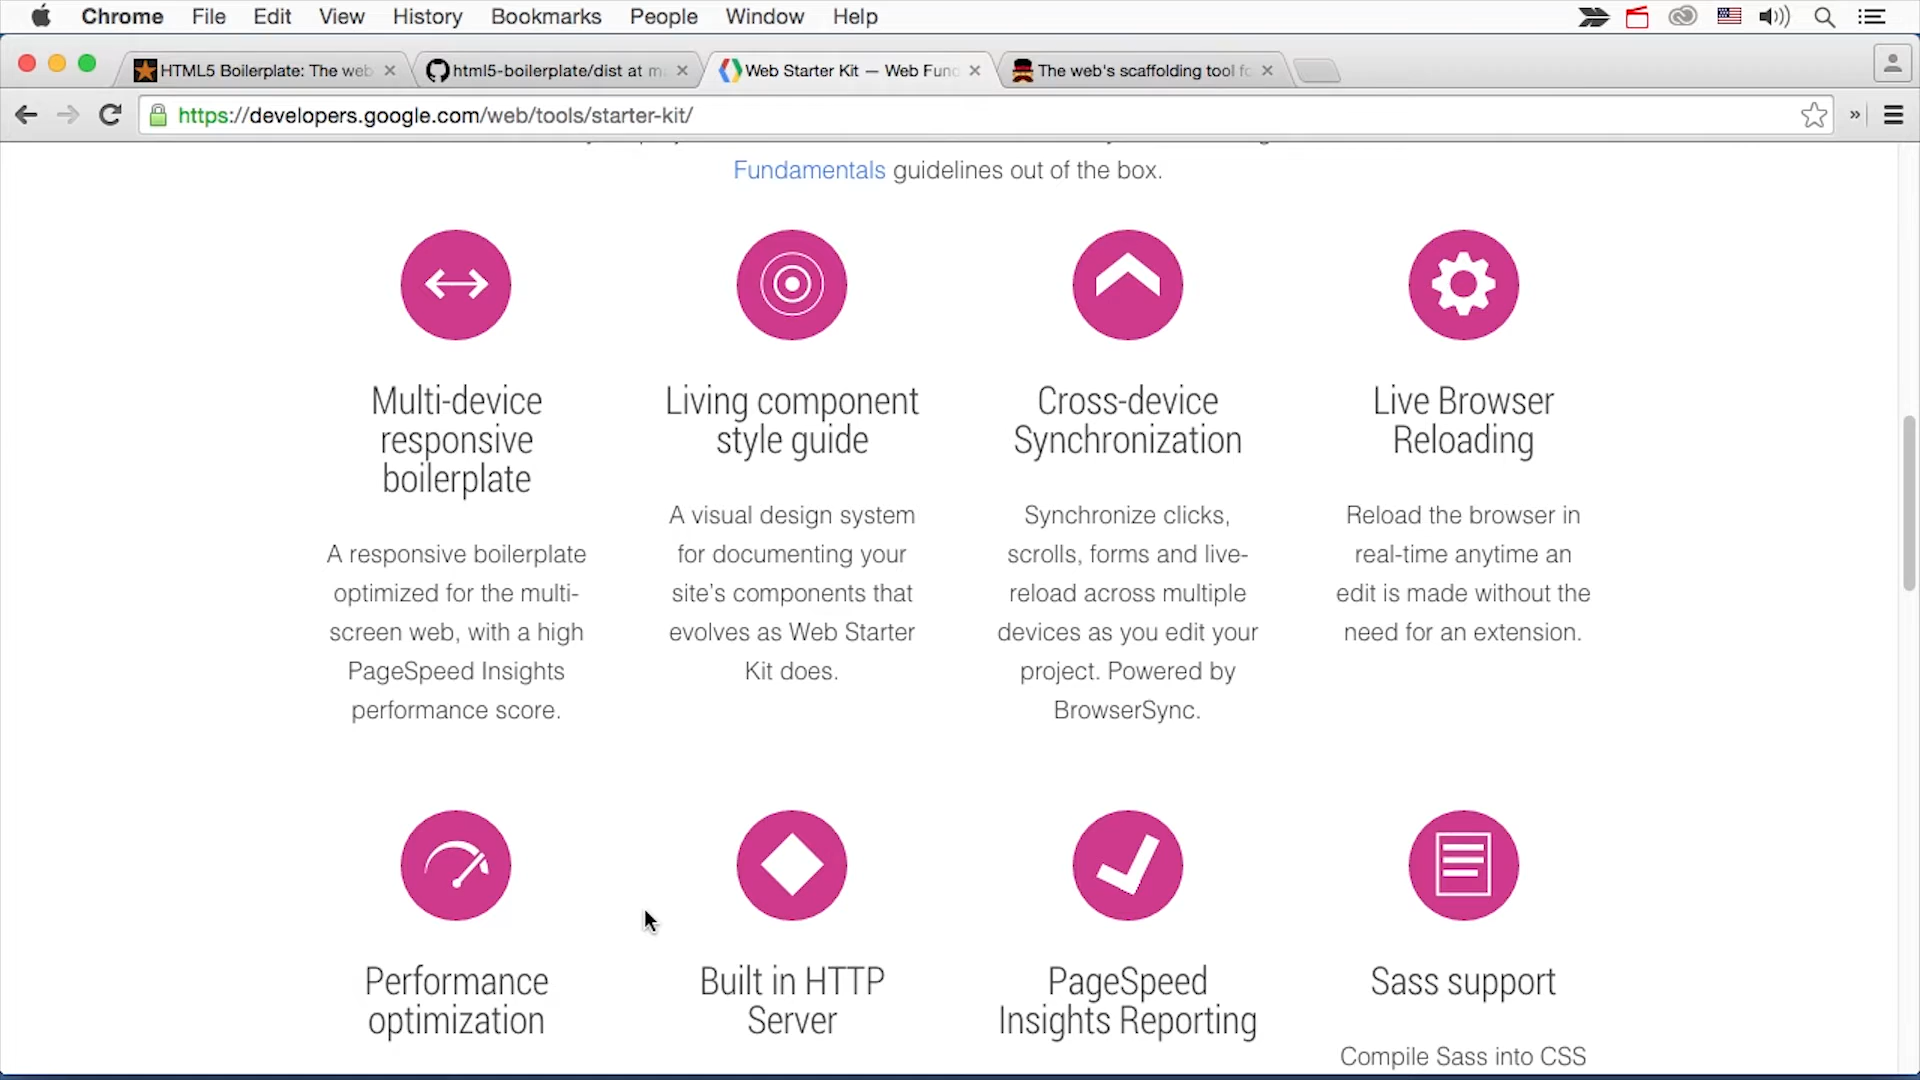 Chrome File Edit View History Bookmarks People Window Help
HTML5 Boilerplate: The web
html5-boilerplate/dist at m
Web Starter Kit — Web Fund
The web's scaffolding tool fo
https://developers.google.com/web/tools/starter-kit/
Fundamentals guidelines out of the box.
Multi-device
responsive
boilerplate
A responsive boilerplate
optimized for the multi-
screen web, with a high
PageSpeed Insights
performance score.
Living component
style guide
A visual design system
for documenting your
site's components that
evolves as Web Starter
Kit does.
Cross-device
Synchronization
Synchronize clicks,
scrolls, forms and live-
reload across multiple
devices as you edit your
project. Powered by
BrowserSync.
Live Browser
Reloading
Reload the browser in
real-time anytime an
edit is made without the
need for an extension.
Performance
optimization
Built in HTTP
Server
PageSpeed
Insights Reporting
Sass support
Compile Sass into CSS